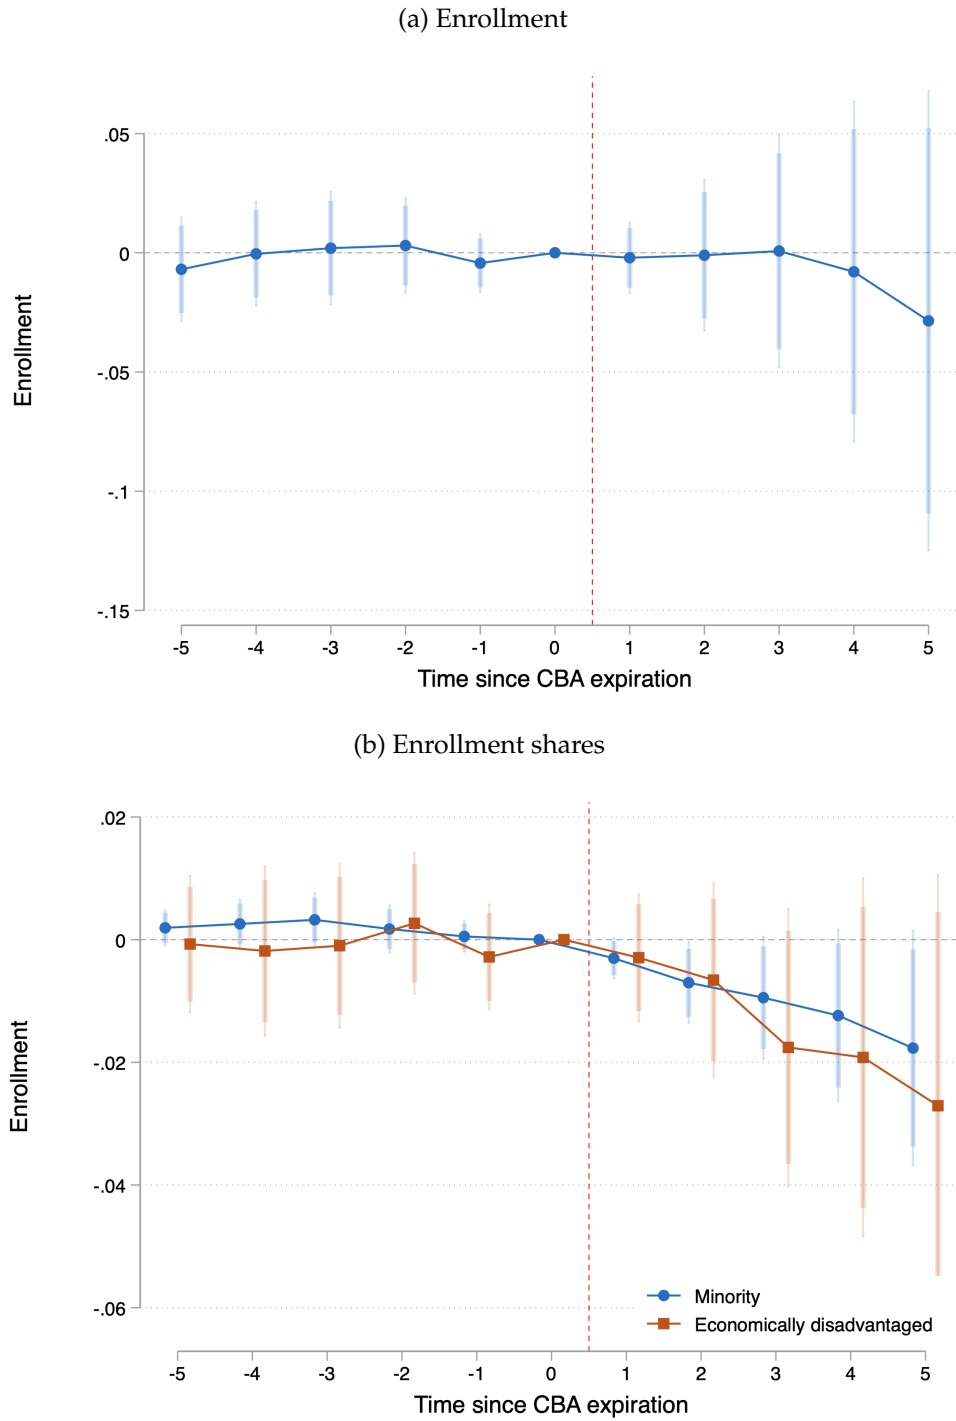 (a) Enrollment
.05
0
-.05
-.1
-.15
Enrollment
-5 -4 -3 -2 -1 0 1 2 3 4 5
Time since CBA expiration
(b) Enrollment shares
.02
0
-.02
-.04
-.06
Enrollment
Minority
Economically disadvantaged
-5 -4 -3 -2 -1 0 1 2 3 4 5
Time since CBA expiration